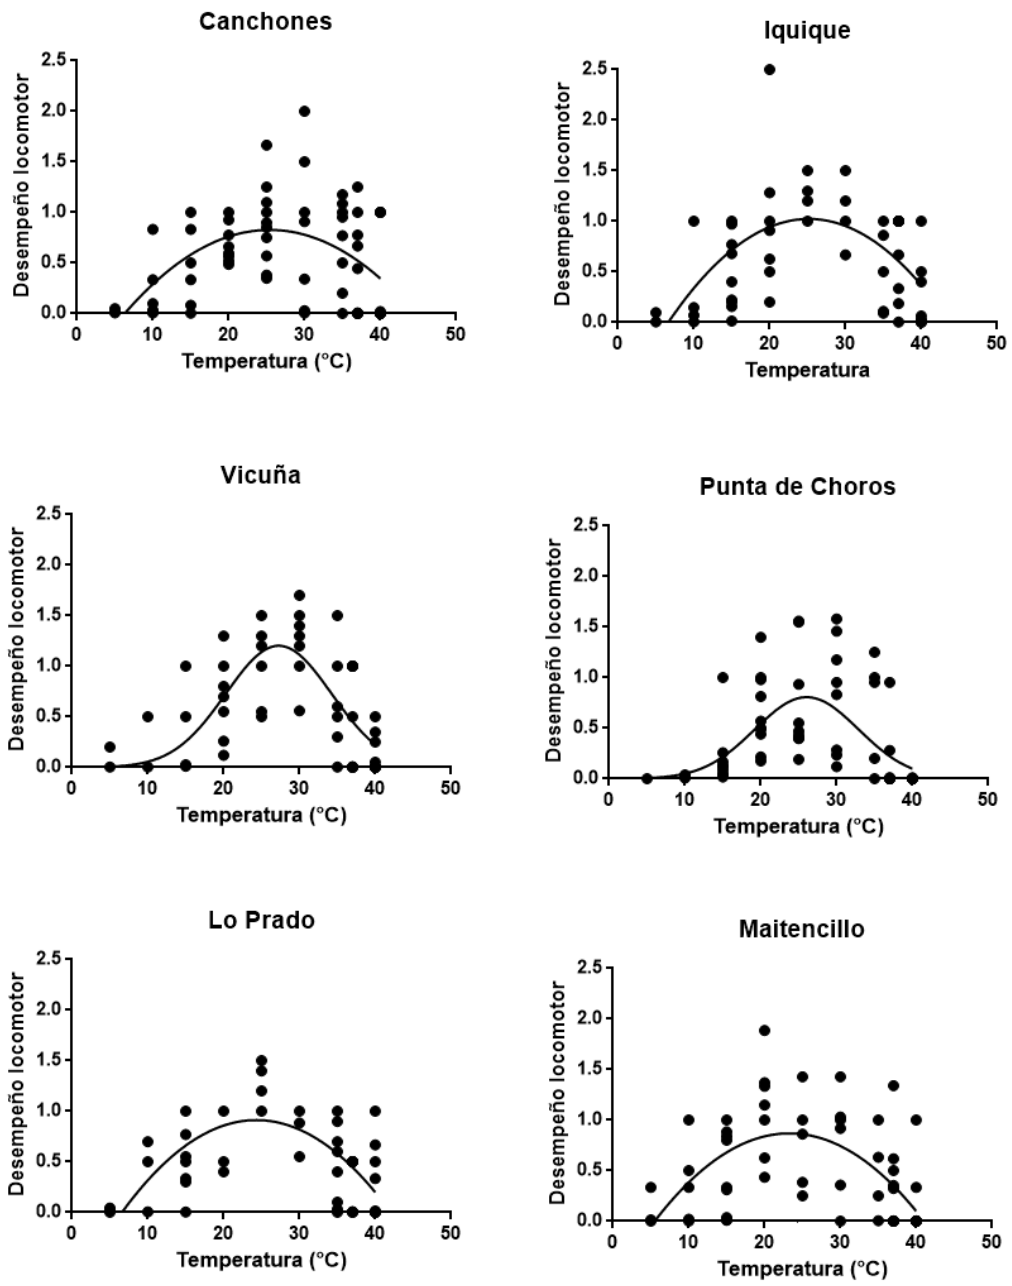 Canchones
Desempeño locomotor
2.5
2.0
1.5
1.0
0.5
0.0
0 10 20 30 40 50
Temperatura (°C)
Iquique
Desempeño locomotor
2.5
2.0
1.5
1.0
0.5
0.0
0 10 20 30 40 50
Temperatura
Vicuña
Desempeño locomotor
2.5
2.0
1.5
1.0
0.5
0.0
0 10 20 30 40 50
Temperatura (°C)
Punta de Choros
Desempeño locomotor
2.5
2.0
1.5
1.0
0.5
0.0
0 10 20 30 40 50
Temperatura (°C)
Lo Prado
Desempeño locomotor
2.5
2.0
1.5
1.0
0.5
0.0
0 10 20 30 40 50
Temperatura (°C)
Maitencillo
Desempeño locomotor
2.5
2.0
1.5
1.0
0.5
0.0
0 10 20 30 40 50
Temperatura (°C)